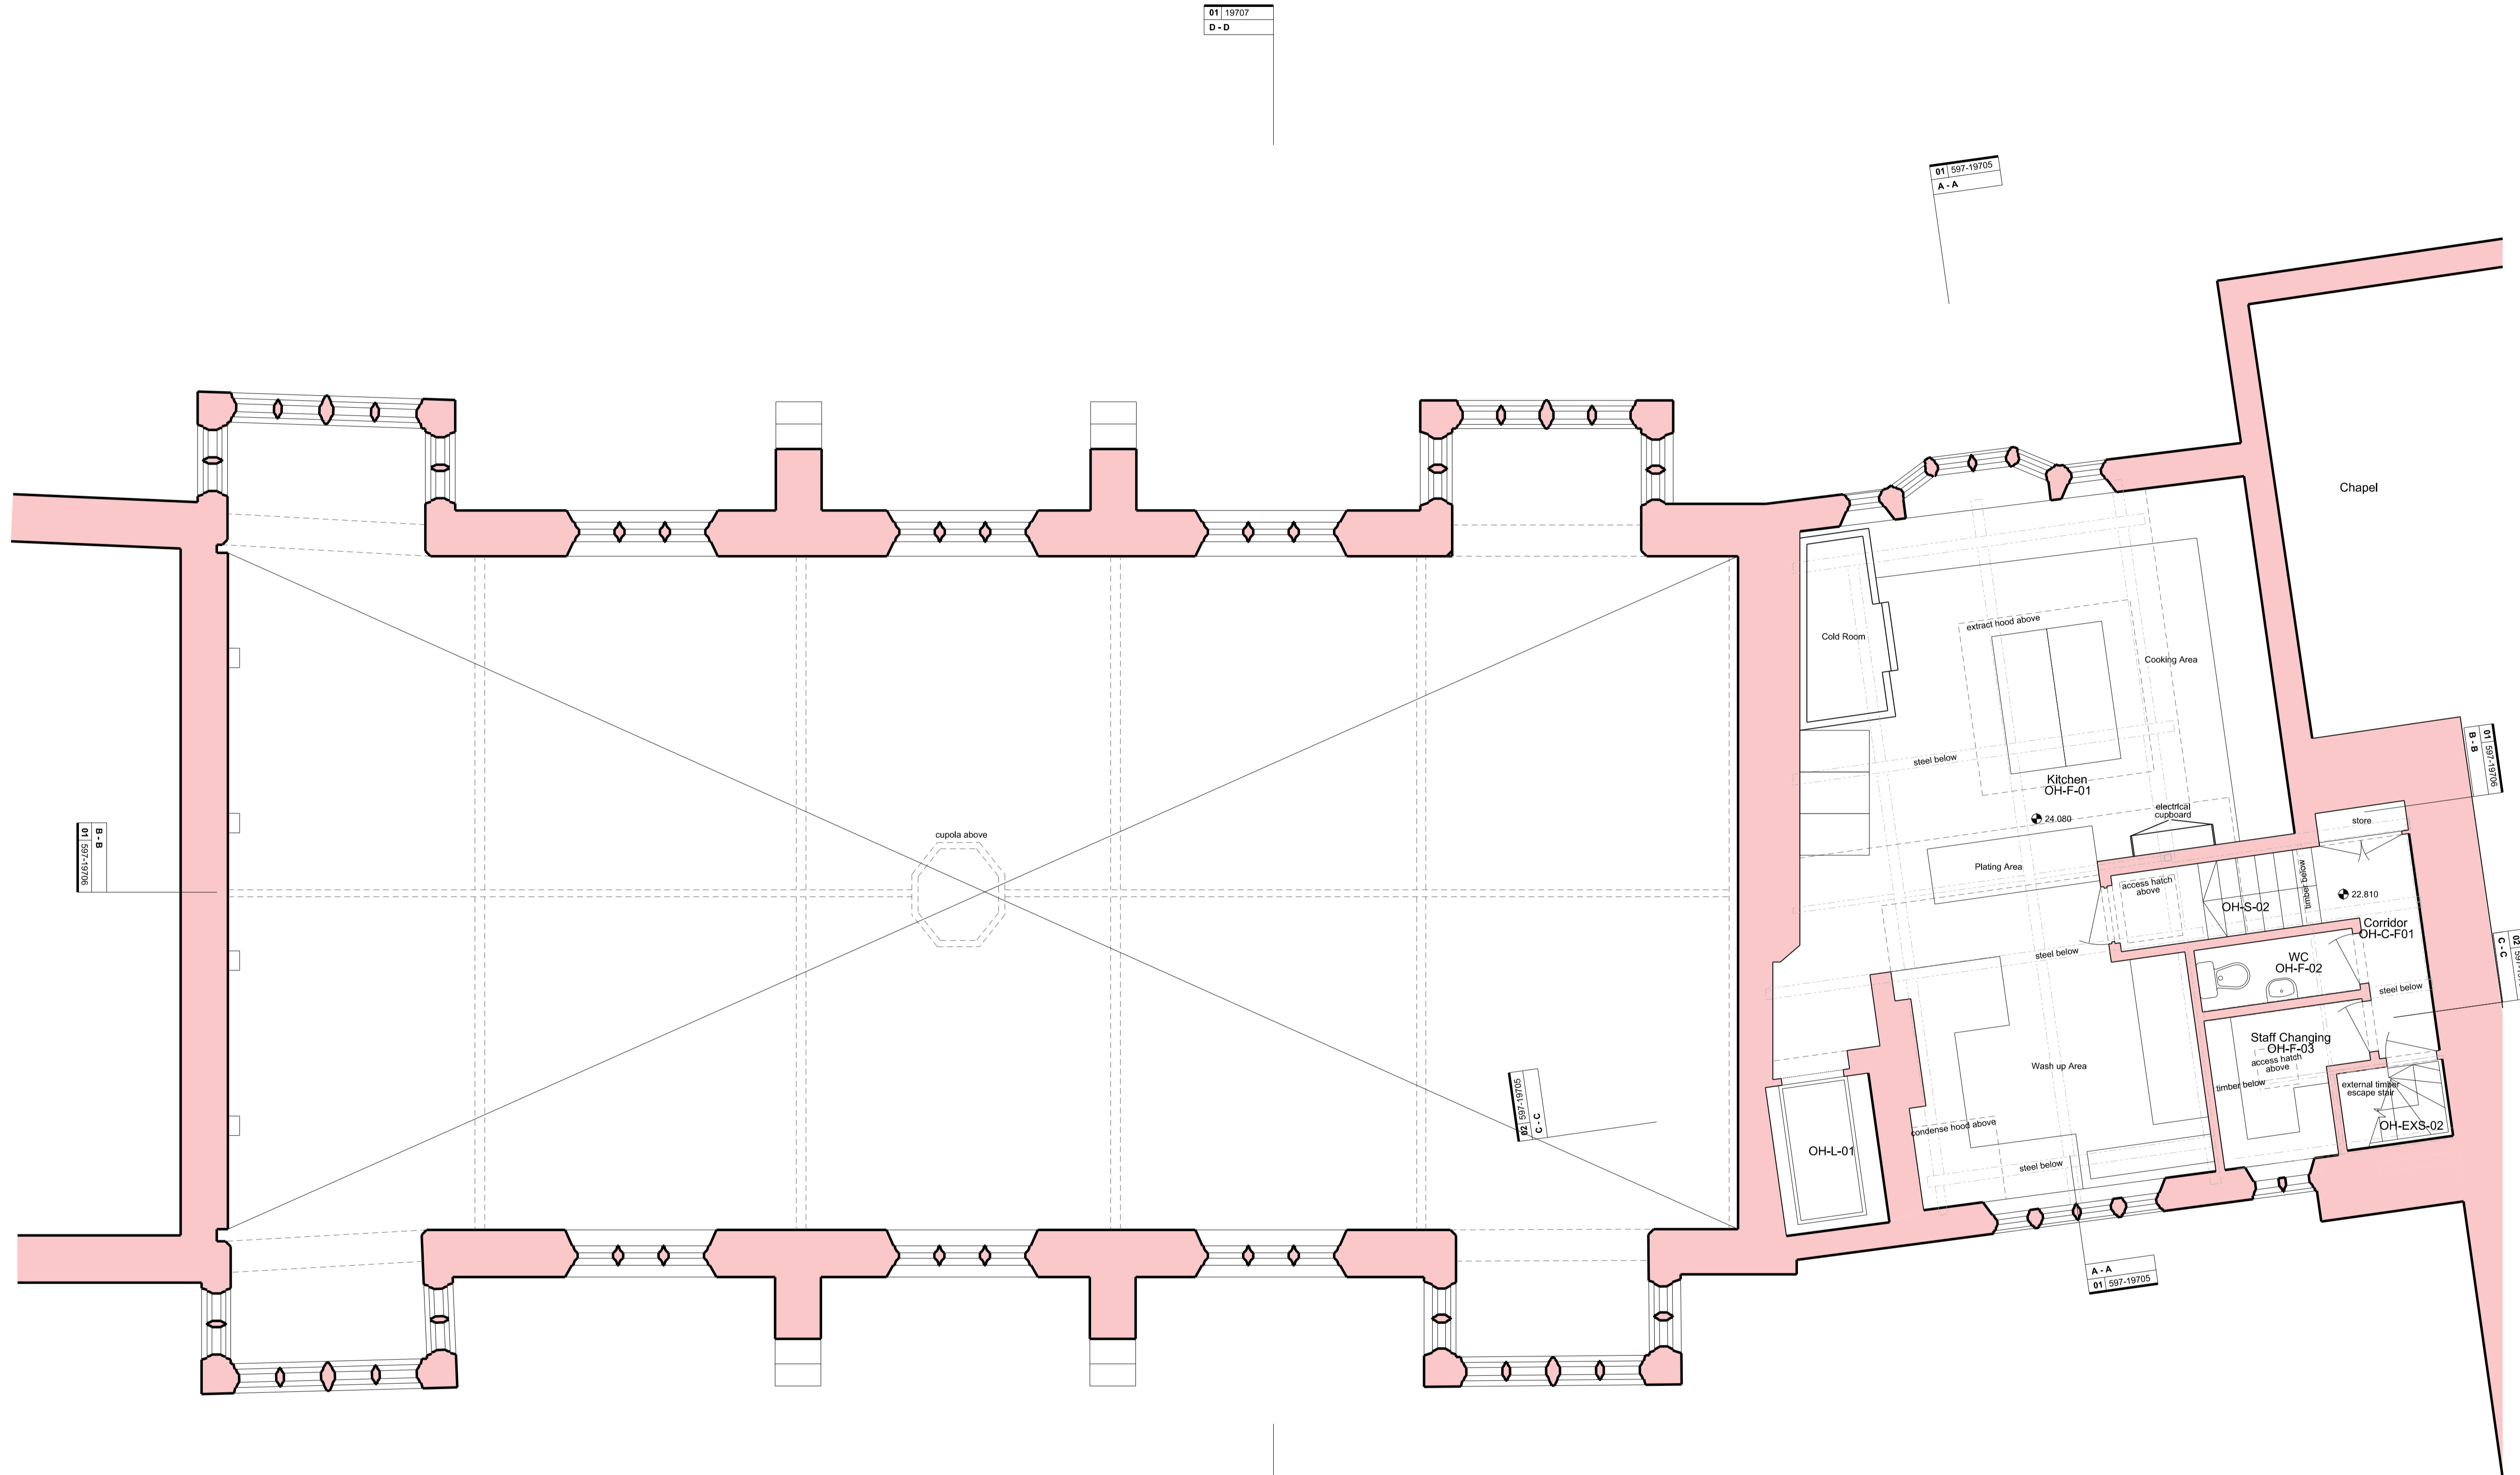 01 19707
D - D
01 597-19705
A - A
Chapel
extract hood above
Cold Room
Cooking Area
steel below
Kitchen
OH-F-01
24.080
electrical
cupboard
store
01 597-19706
B - B
01 597-19706
B - B
cupola above
Plating Area
access hatch
above
OH-S-02
timber below
22.810
Corridor
OH-C-F01
WC
OH-F-02
steel below
steel below
C - C
Staff Changing
OH-F-03
access hatch
above
Wash up Area
timber below
external timber
escape stair
OH-EXS-02
02 597-19705
C - C
condense hood above
OH-L-01
steel below
A - A
01 597-19705